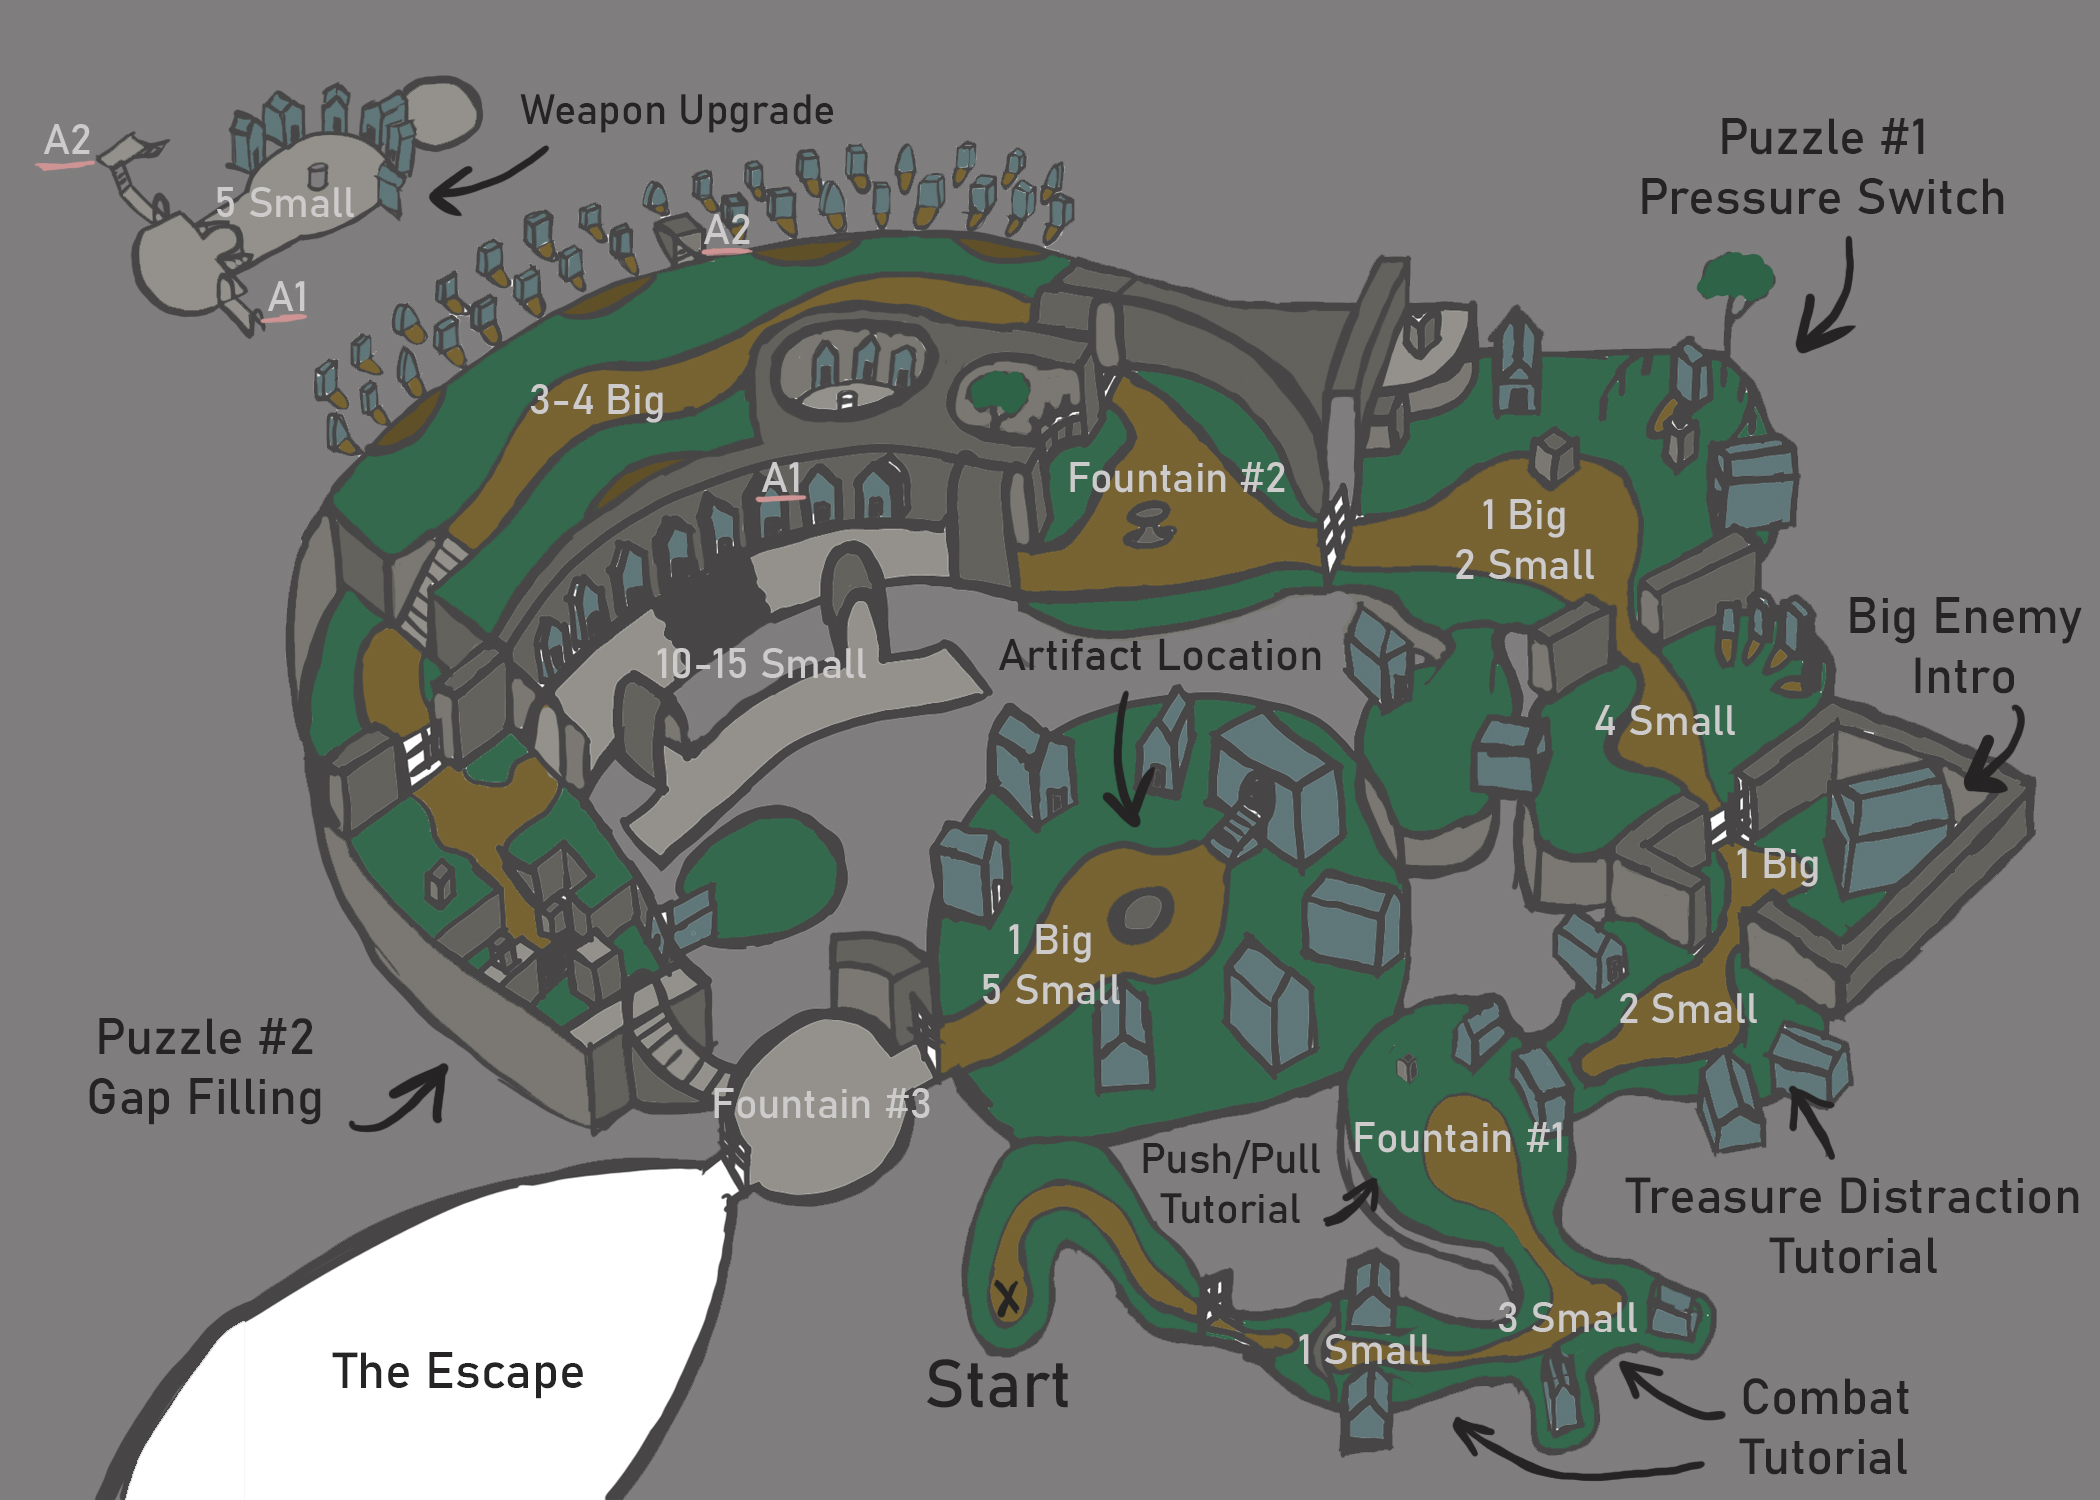 Weapon Upgrade
A2
5 Small
A1
Puzzle #1
Pressure Switch
A2
3-4 Big
A1
Fountain #2
1 Big
2 Small
10-15 Small
Artifact Location
Big Enemy
Intro
4 Small
1 Big
1 Big
5 Small
2 Small
Puzzle #2
Gap Filling
Fountain #3
Push/Pull
Tutorial
Fountain #1
Treasure Distraction
Tutorial
X
Start
1 Small
3 Small
The Escape
Combat
Tutorial